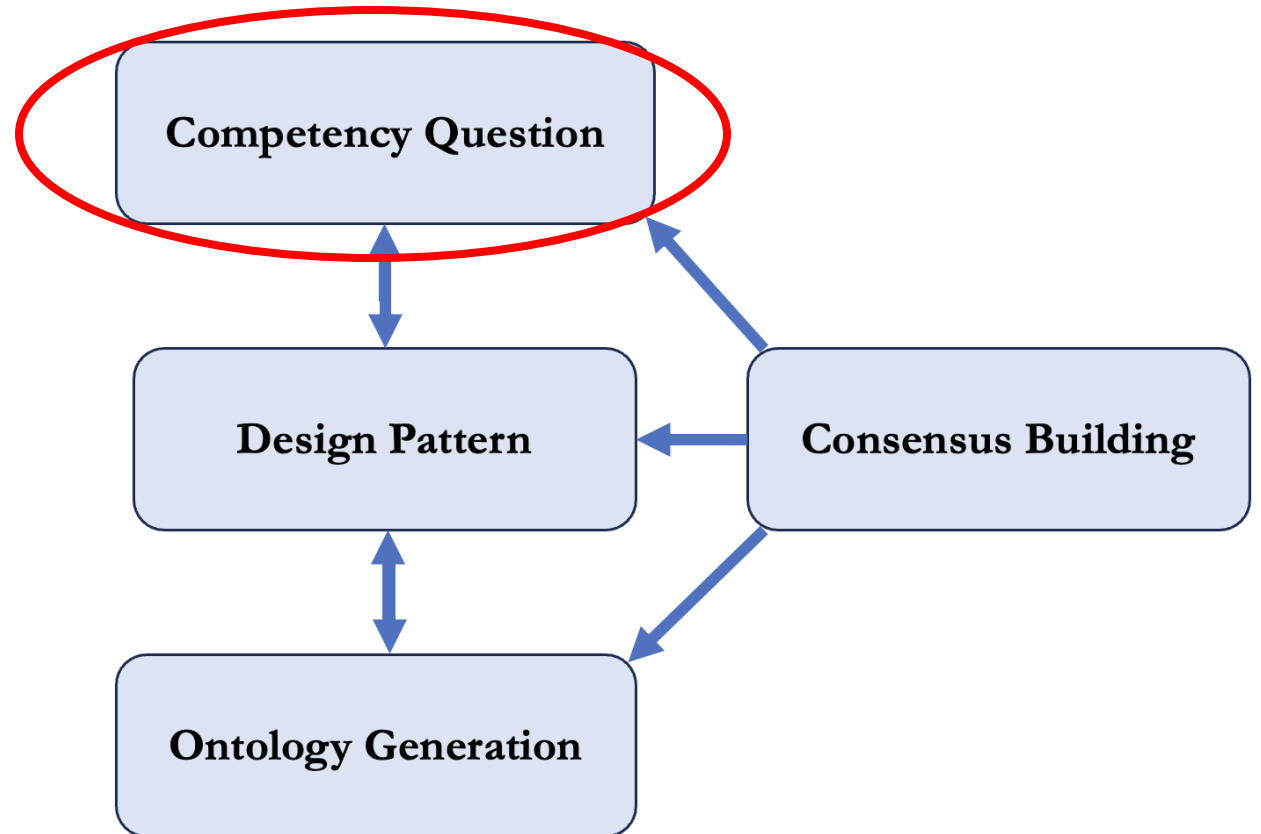 Competency Question
Design Pattern
Consensus Building
Ontology Generation